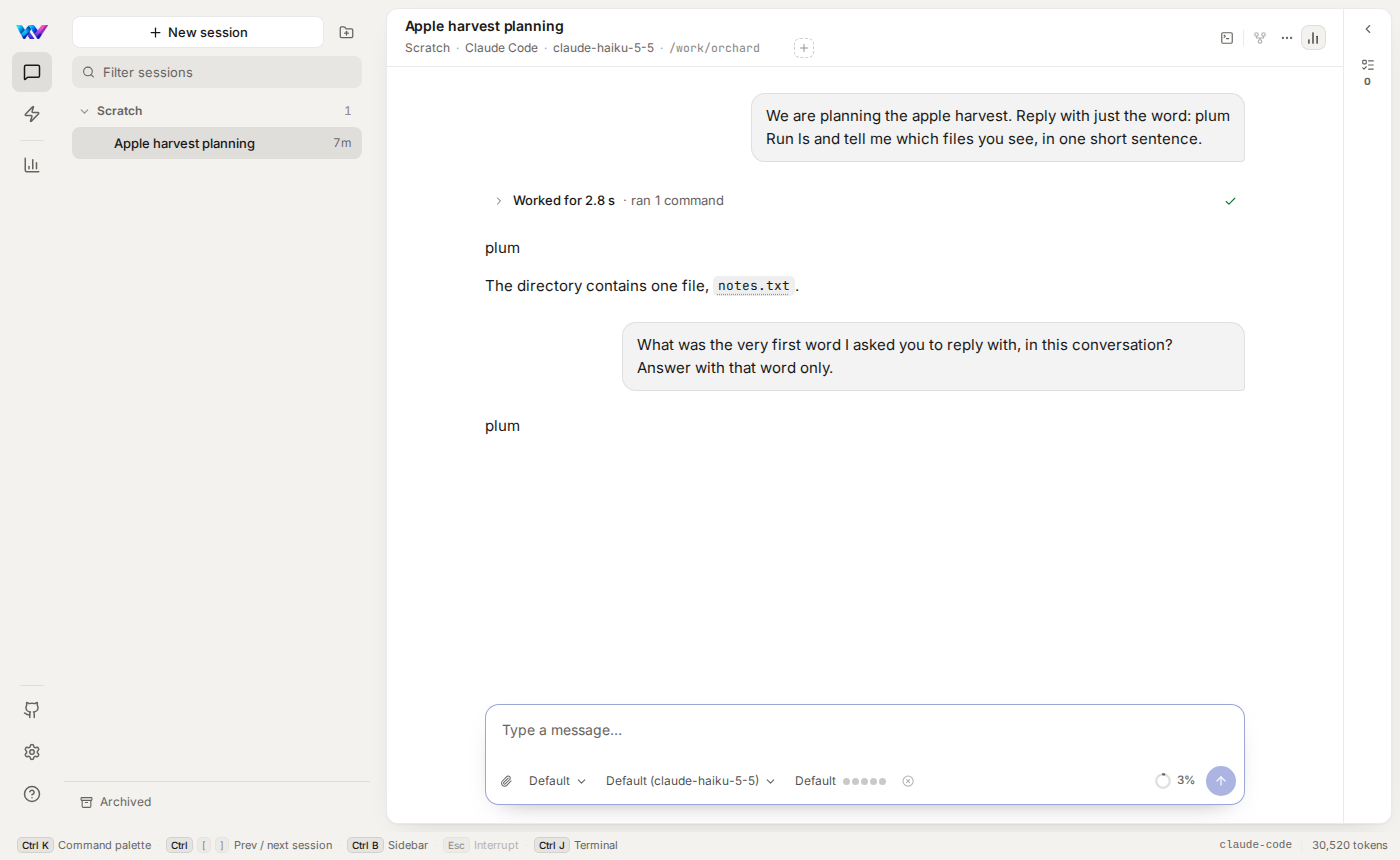 New session
Filter sessions
Scratch 1
Apple harvest planning 7m
Archived
Apple harvest planning
Scratch · Claude Code · claude-haiku-5-5 · /work/orchard
0
We are planning the apple harvest. Reply with just the word: plum
Run ls and tell me which files you see, in one short sentence.
Worked for 2.8 s · ran 1 command
plum
The directory contains one file, notes.txt.
What was the very first word I asked you to reply with, in this conversation?
Answer with that word only.
plum
Type a message...
Default Default (claude-haiku-5-5) Default 3%
Ctrl K Command palette Ctrl [ ] Prev / next session Ctrl B Sidebar Esc Interrupt Ctrl J Terminal claude-code 30,520 tokens